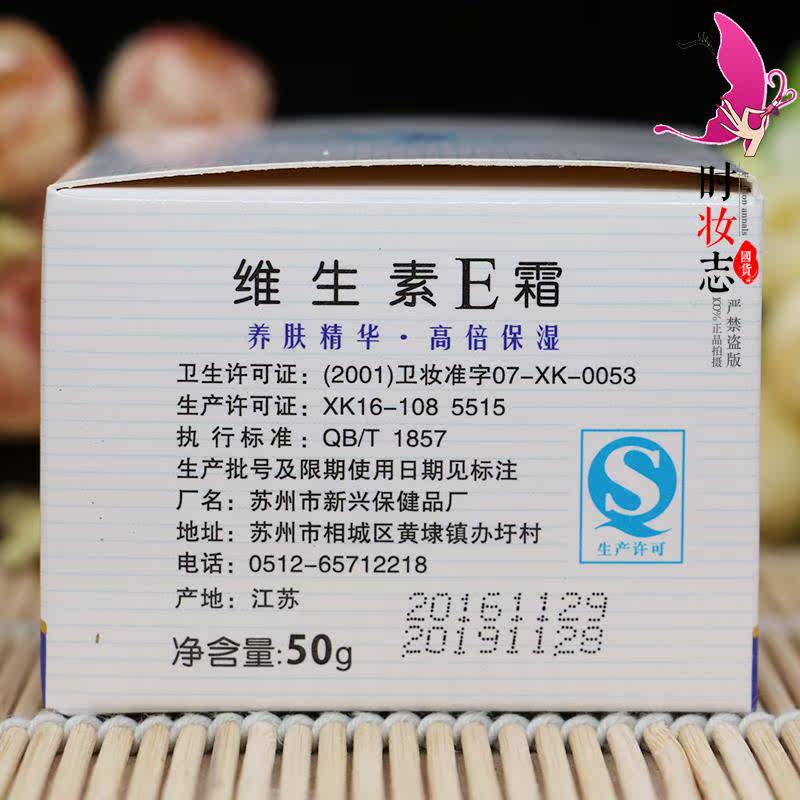 维生素E霜
养肤精华·高倍保湿
卫生许可证：(2001)卫妆准字07-XK-0053
生产许可证：XK16-108 5515
执行标准：QB/T 1857
生产批号及限期使用日期见标注
厂名：苏州市新兴保健品厂
地址：苏州市相城区黄埭镇办圩村
电话：0512-65712218
产地：江苏
净含量:50g
20161129
20191128
生产许可
时妆志
國貨
严禁盗版
100%正品拍摄